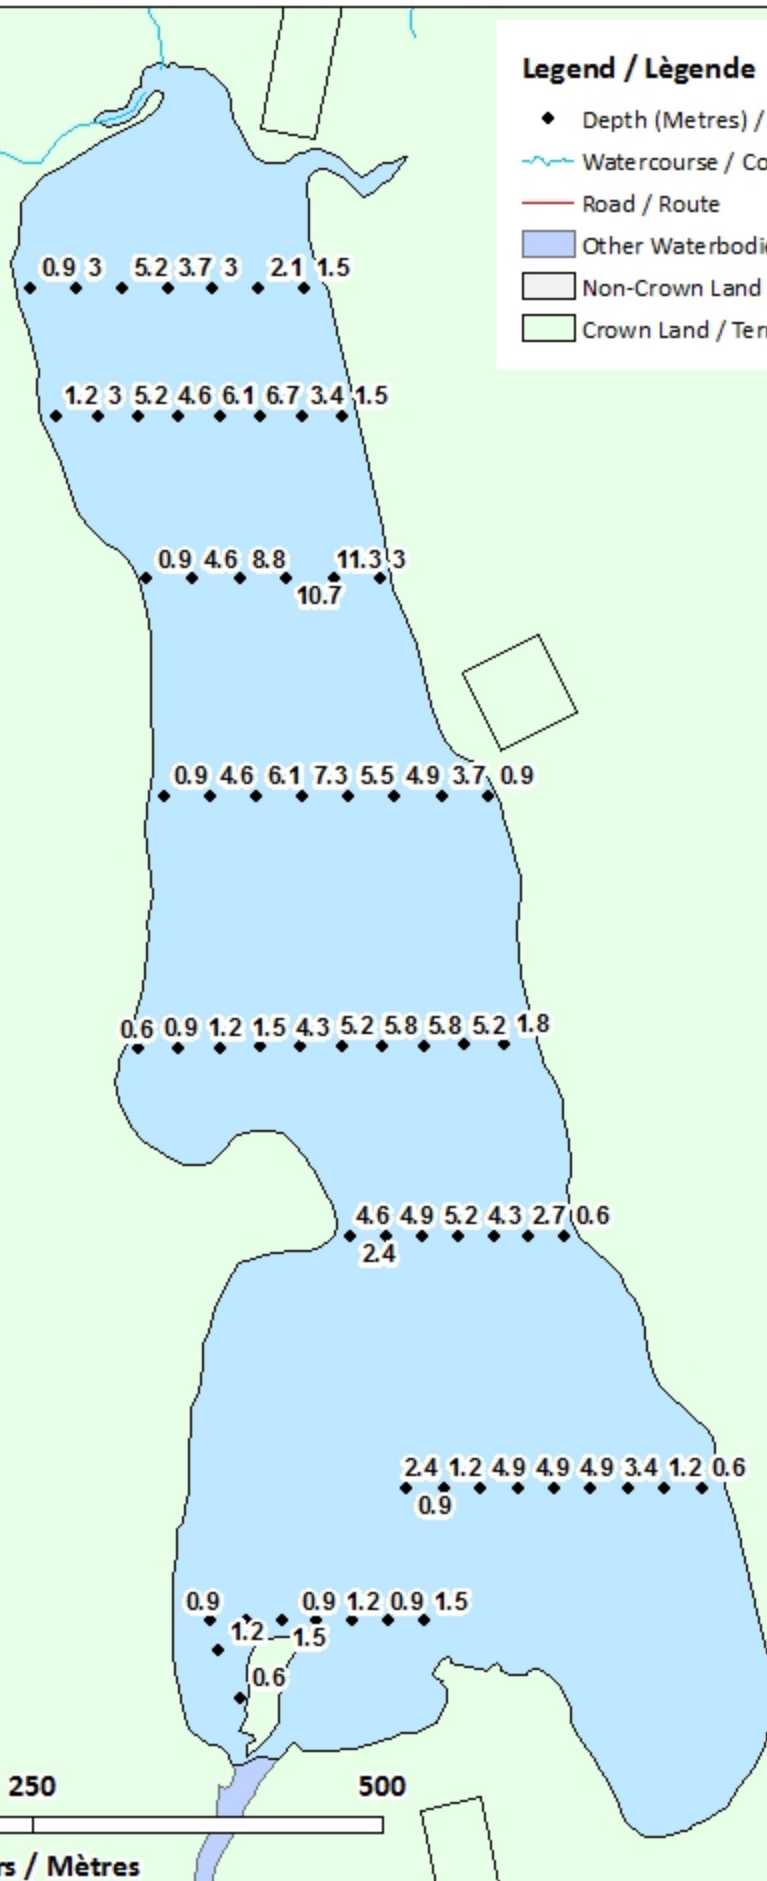 Legend / Lègende
Depth (Metres) /
Watercourse / Co
Road / Route
Other Waterbodi
Non-Crown Land
Crown Land / Ter
0.9 3 5.2 3.7 3 2.1 1.5
1.2 3 5.2 4.6 6.1 6.7 3.4 1.5
0.9 4.6 8.8 11.3 3
10.7
0.9 4.6 6.1 7.3 5.5 4.9 3.7 0.9
0.6 0.9 1.2 1.5 4.3 5.2 5.8 5.8 5.2 1.8
4.6 4.9 5.2 4.3 2.7 0.6
2.4
2.4 1.2 4.9 4.9 4.9 3.4 1.2 0.6
0.9
0.9 0.9 1.2 0.9 1.5
1.2 1.5
0.6
250 500
rs / Mètres